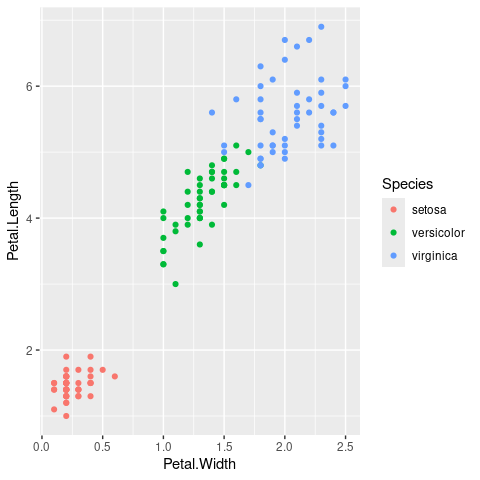 Petal.Length
6
4
2
0.0 0.5 1.0 1.5 2.0 2.5
Petal.Width
Species
setosa
versicolor
virginica